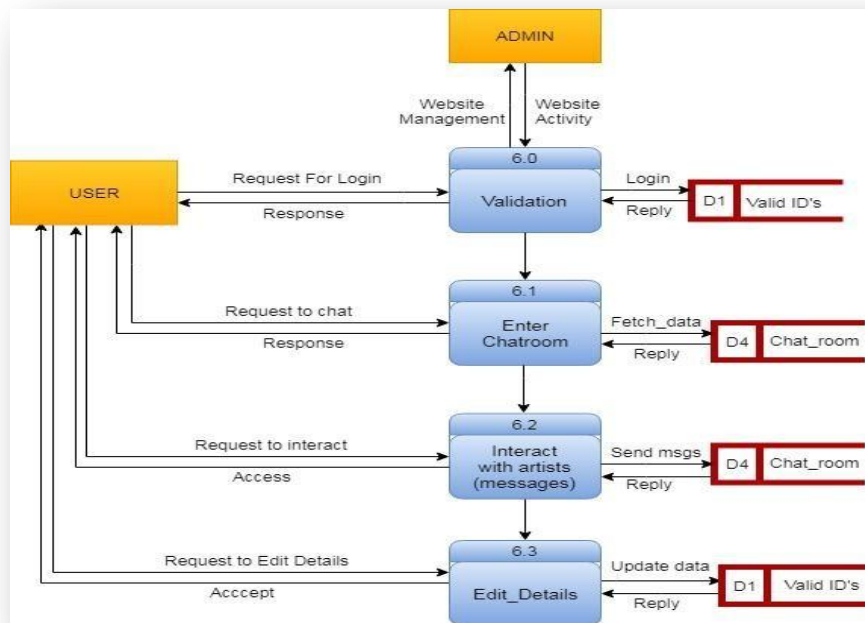 ADMIN
Website
Management
Website
Activity
USER
Request For Login
Response
6.0
Validation
Login
Reply
D1
Valid ID's
Request to chat
Response
6.1
Enter
Chatroom
Fetch_data
Reply
D4
Chat_room
Request to interact
Access
6.2
Interact
with artists
(messages)
Send msgs
Reply
D4
Chat_room
Request to Edit Details
Acccept
6.3
Edit_Details
Update data
Reply
D1
Valid ID's